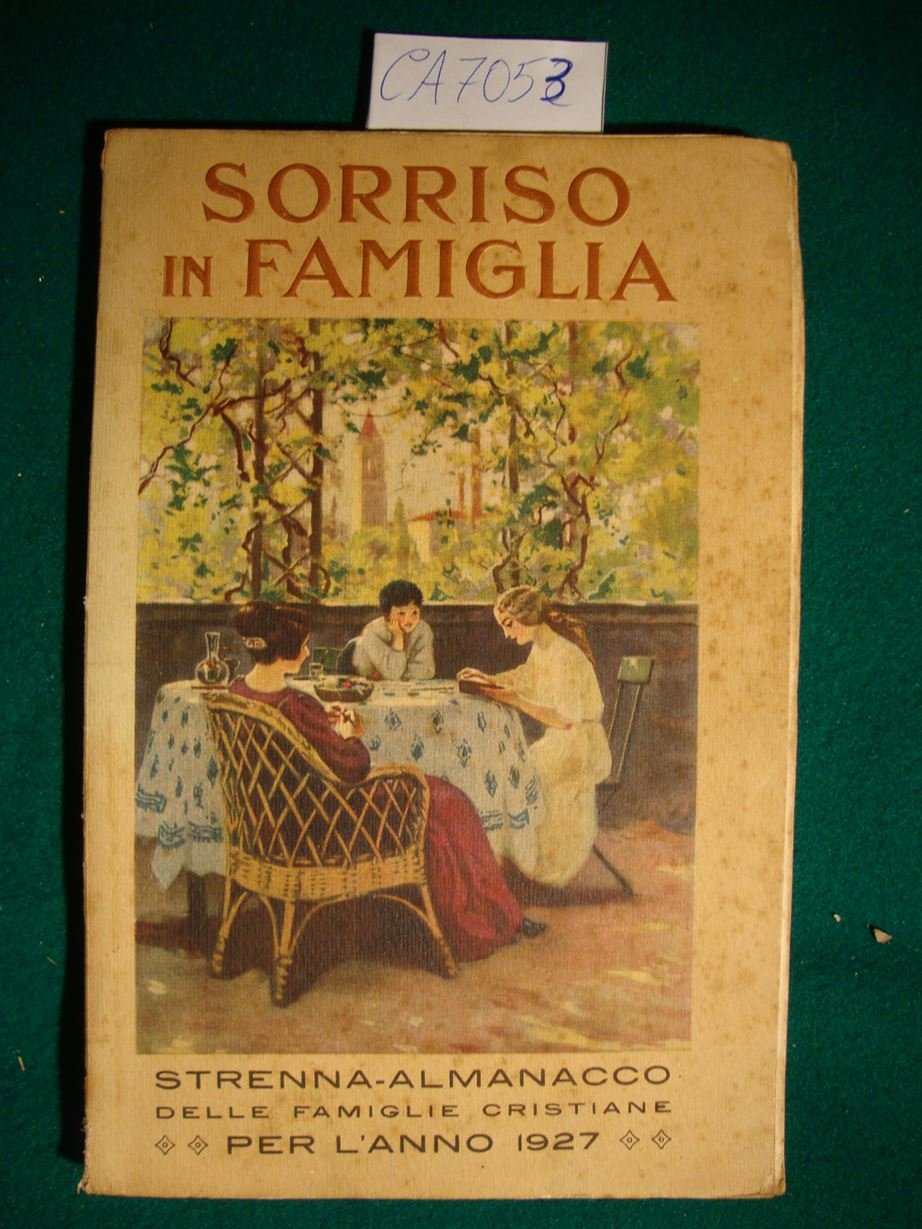 CA7053
SORRISO
IN FAMIGLIA
STRENNA-ALMANACCO
DELLE FAMIGLIE CRISTIANE
PER L'ANNO 1927